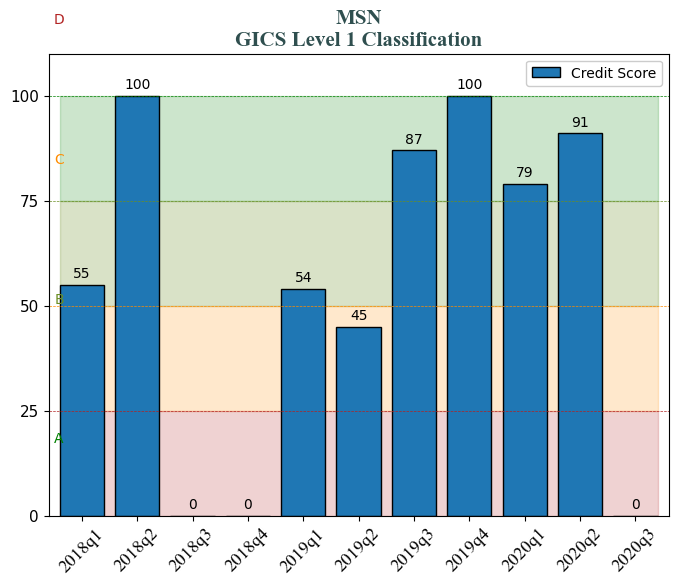 D
MSN
GICS Level 1 Classification
Credit Score
100
100
100
91
87
C
79
75
55
54
B
50
45
25
A
0
0
0
0
2018q1
2018q2
2018q3
2018q4
2019q1
2019q2
2019q3
2019q4
2020q1
2020q2
2020q3